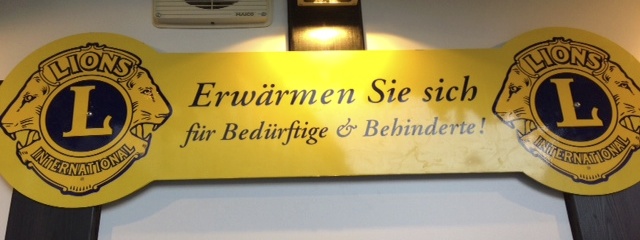 LIONS
L
INTERNATIONAL
Erwärmen Sie sich
für Bedürftige & Behinderte!
LIONS
L
INTERNATIONAL